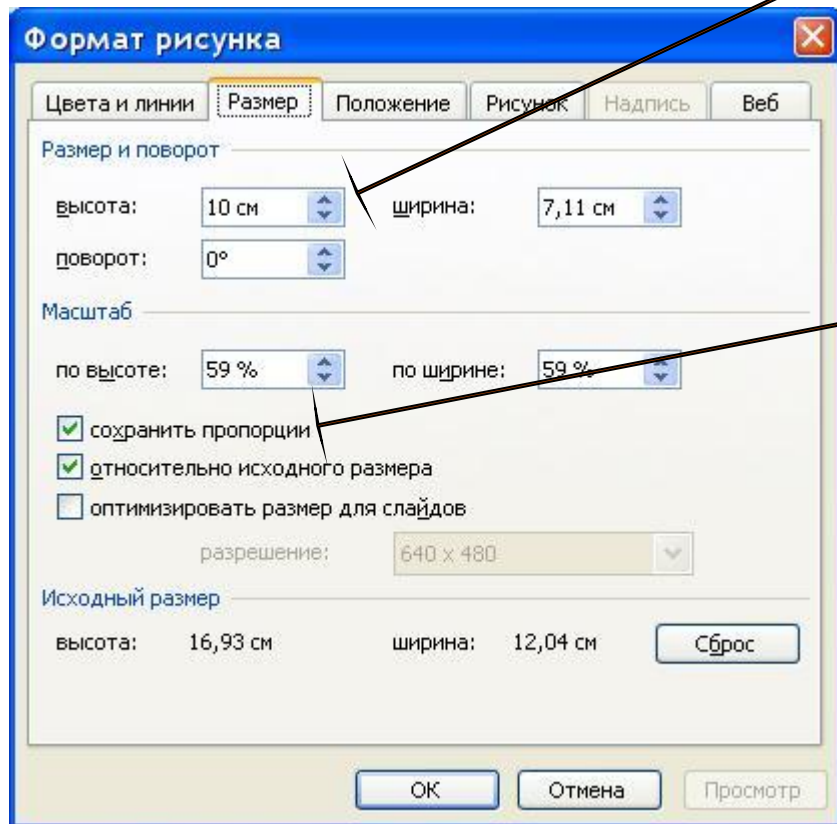 Формат рисунка
Цвета и линии Размер Положение Рисунок Надпись Веб
Размер и поворот
высота: 10 см ширина: 7,11 см
поворот: 0°
Масштаб
по высоте: 59 % по ширине: 59 %
сохранить пропорции
относительно исходного размера
оптимизировать размер для слайдов
разрешение: 640 x 480
Исходный размер
высота: 16,93 см ширина: 12,04 см Сброс
ОК Отмена Просмотр